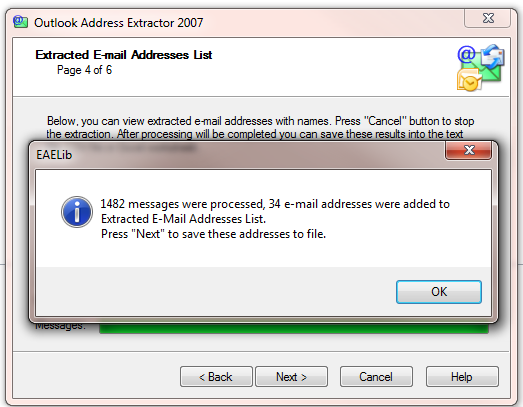 Outlook Address Extractor 2007
Extracted E-mail Addresses List
Page 4 of 6
Below, you can view extracted e-mail addresses with names. Press "Cancel" button to stop
the extraction. After processing will be completed you can save these results into the text
EAELib
1482 messages were processed, 34 e-mail addresses were added to
Extracted E-Mail Addresses List.
Press "Next" to save these addresses to file.
OK
Messages:
< Back
Next >
Cancel
Help